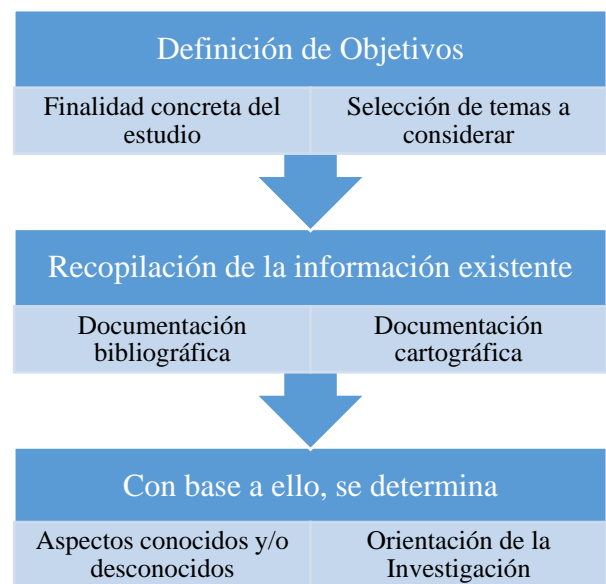 Definición de Objetivos
Finalidad concreta del
estudio
Selección de temas a
considerar
Recopilación de la información existente
Documentación
bibliográfica
Documentación
cartográfica
Con base a ello, se determina
Aspectos conocidos y/o
desconocidos
Orientación de la
Investigación